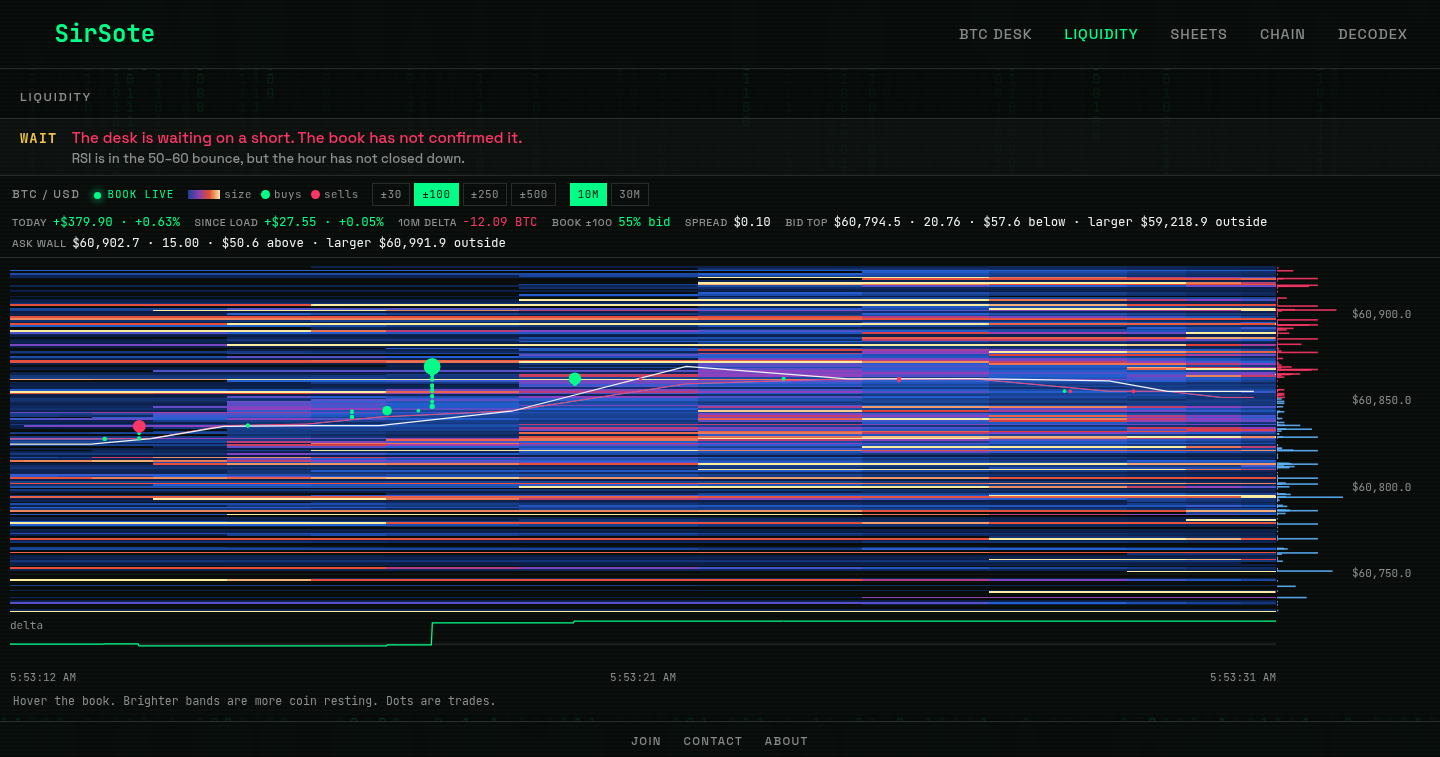 SirSote
BTC DESK LIQUIDITY SHEETS CHAIN DECODEX
LIQUIDITY
WAIT The desk is waiting on a short. The book has not confirmed it.
RSI is in the 50–60 bounce, but the hour has not closed down.
BTC / USD BOOK LIVE size buys sells ±30 ±100 ±250 ±500 10M 30M
TODAY +$379.90 · +0.63% SINCE LOAD +$27.55 · +0.05% 10M DELTA -12.09 BTC BOOK ±100 55% bid SPREAD $0.10 BID TOP $60,794.5 · 20.76 · $57.6 below · larger $59,218.9 outside
ASK WALL $60,902.7 · 15.00 · $50.6 above · larger $60,991.9 outside
$60,900.0
$60,850.0
$60,800.0
$60,750.0
delta
5:53:12 AM 5:53:21 AM 5:53:31 AM
Hover the book. Brighter bands are more coin resting. Dots are trades.
JOIN CONTACT ABOUT